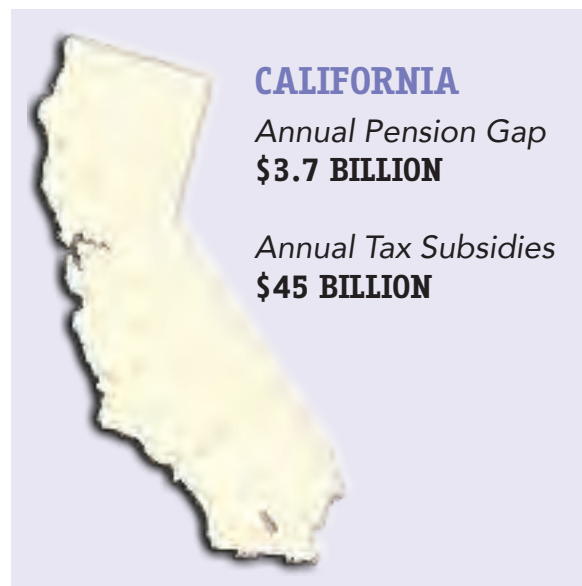 CALIFORNIA
Annual Pension Gap
$3.7 BILLION
Annual Tax Subsidies
$45 BILLION